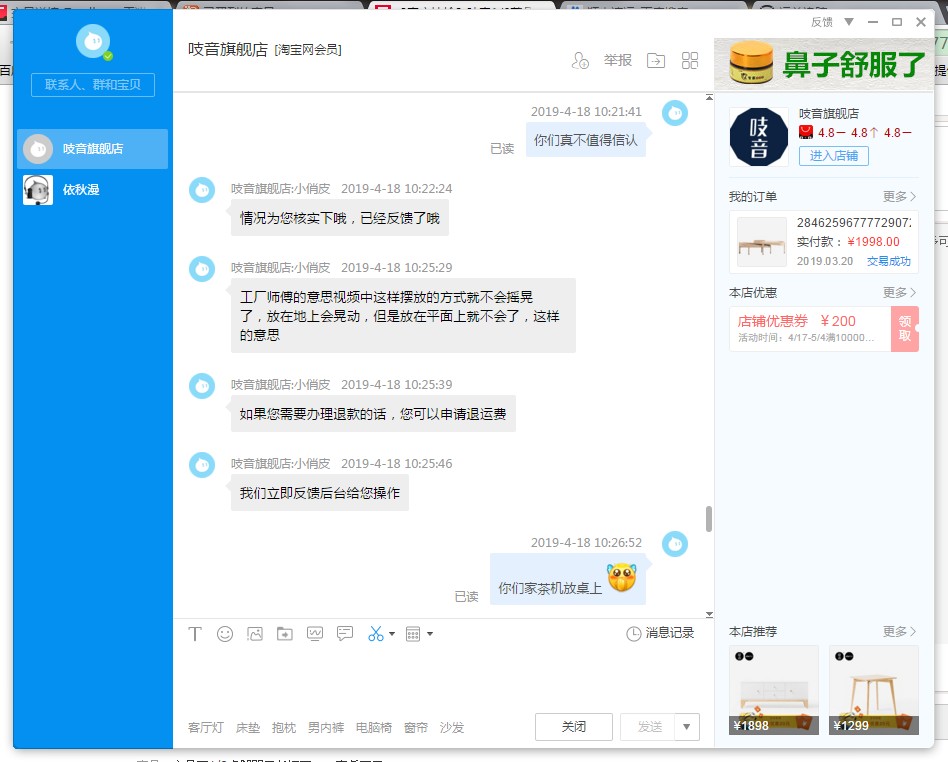 反馈
联系人、群和宝贝
吱音旗舰店
依秋漫
吱音旗舰店 [淘宝网会员]
举报
2019-4-18 10:21:41
已读
你们真不值得信认
吱音旗舰店:小俏皮 2019-4-18 10:22:24
情况为您核实下哦，已经反馈了哦
吱音旗舰店:小俏皮 2019-4-18 10:25:29
工厂师傅的意思视频中这样摆放的方式就不会摇晃
了，放在地上会晃动，但是放在平面上就不会了，这样
的意思
吱音旗舰店:小俏皮 2019-4-18 10:25:39
如果您需要办理退款的话，您可以申请退运费
吱音旗舰店:小俏皮 2019-4-18 10:25:46
我们立即反馈后台给您操作
2019-4-18 10:26:52
已读
你们家茶机放桌上
消息记录
客厅灯 床垫 抱枕 男内裤 电脑椅 窗帘 沙发
关闭
发送
鼻子舒服了
吱音
吱音旗舰店
4.8 4.8 4.8
进入店铺
我的订单
更多
2846259677772907
实付款：¥1998.00
2019.03.20 交易成功
本店优惠
更多
店铺优惠券 ￥200
活动时间：4/17-5/4满10000...
领取
本店推荐
更多
¥1898
¥1299